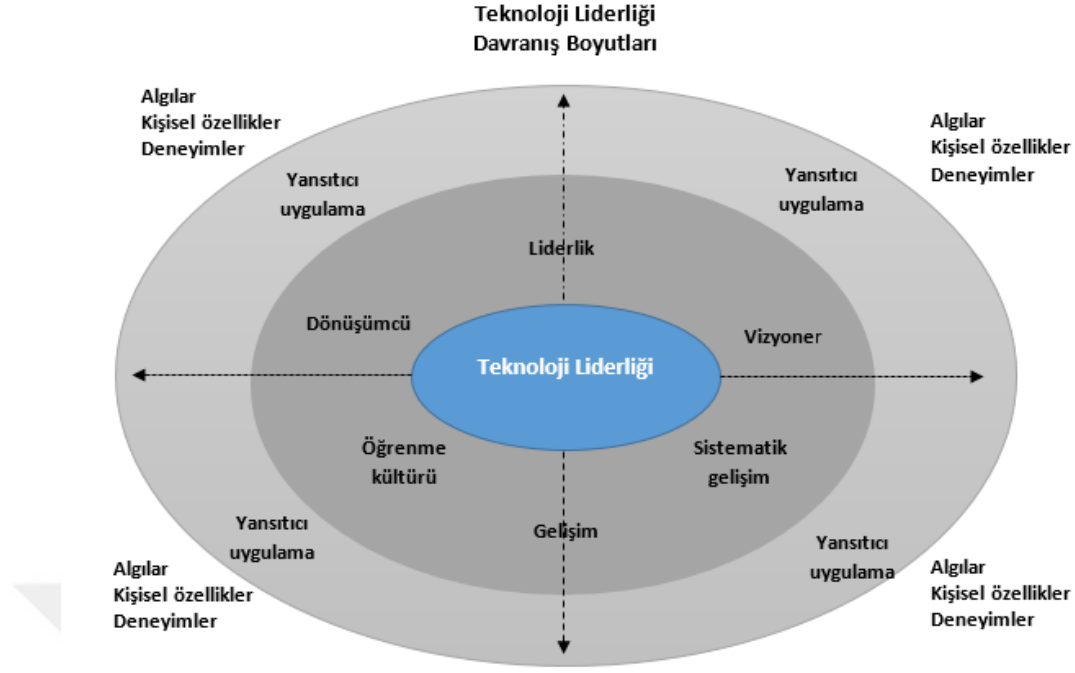 Teknoloji Liderliği
Davranış Boyutları
Algılar
Kişisel özellikler
Deneyimler
Algılar
Kişisel özellikler
Deneyimler
Yansıtıcı
uygulama
Yansıtıcı
uygulama
Liderlik
Dönüşümcü
Vizyoner
Teknoloji Liderliği
Öğrenme
kültürü
Sistematik
gelişim
Gelişim
Yansıtıcı
uygulama
Yansıtıcı
uygulama
Algılar
Kişisel özellikler
Deneyimler
Algılar
Kişisel özellikler
Deneyimler